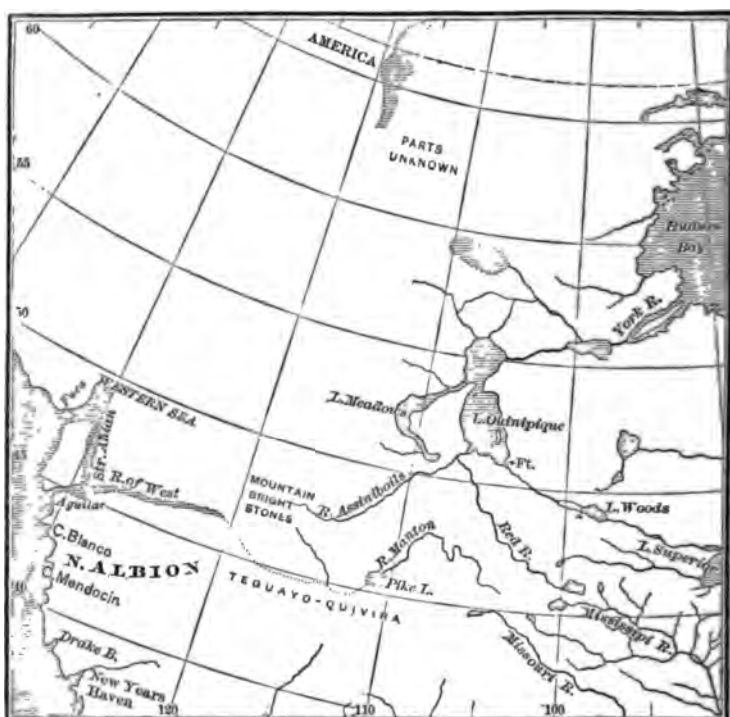 60
AMERICA
PARTS
UNKNOWN
55
Hudsons
Bay
York R.
50
Fuca
WESTERN SEA
Str. Anian
L. Meadows
L. Ouinipique
+Ft.
R. of West
MOUNTAIN
BRIGHT
STONES
R. Assiniboils
Aguilar
L. Woods
C. Blanco
N. ALBION
R. Manton
Red R.
L. Superior
C. Mendocin
TEGUAYO-QUIVIRA
Pike L.
Mississippi R.
Drake B.
Missouri R.
New Years
Haven
120
110
100